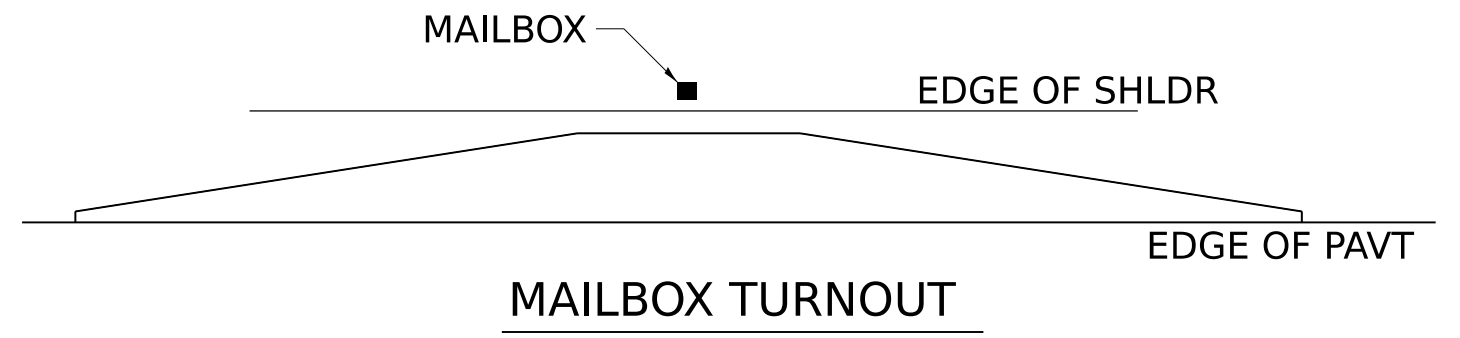 MAILBOX
EDGE OF SHLDR
EDGE OF PAVT
MAILBOX TURNOUT